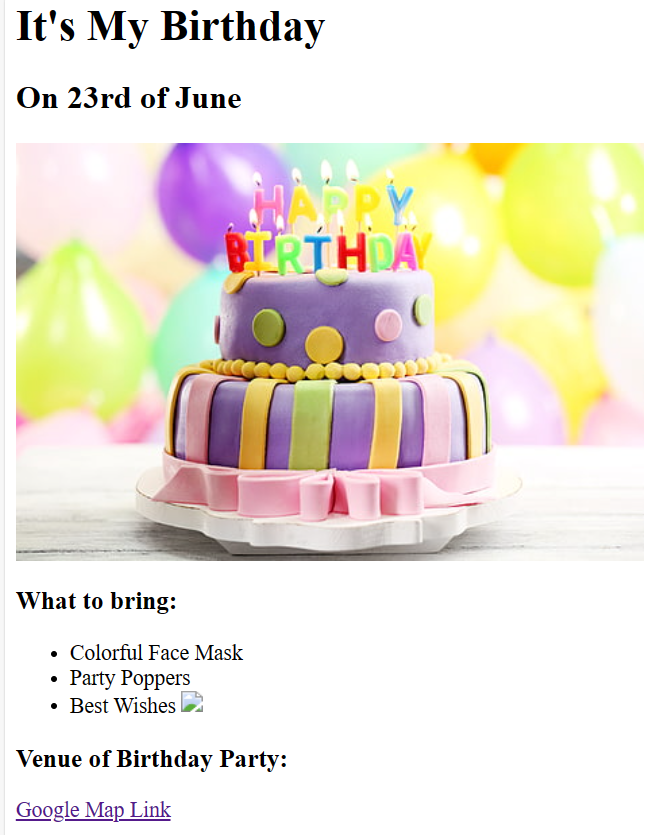 It's My Birthday
On 23rd of June
HAPPY
BIRTHDAY
What to bring:
Colorful Face Mask
Party Poppers
Best Wishes
Venue of Birthday Party:
Google Map Link